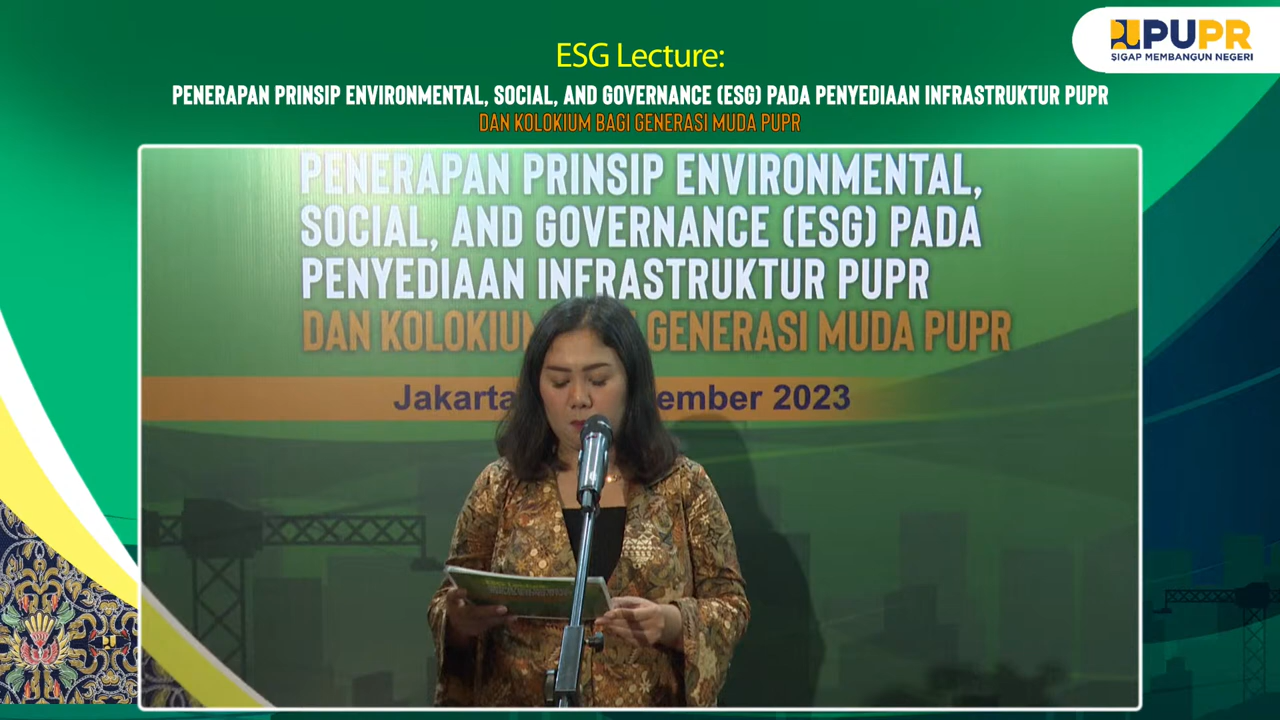 PUPR
SIGAP MEMBANGUN NEGERI
ESG Lecture:
PENERAPAN PRINSIP ENVIRONMENTAL, SOCIAL, AND GOVERNANCE (ESG) PADA PENYEDIAAN INFRASTRUKTUR PUPR
DAN KOLOKIUM BAGI GENERASI MUDA PUPR
PENERAPAN PRINSIP ENVIRONMENTAL,
SOCIAL, AND GOVERNANCE (ESG) PADA
PENYEDIAAN INFRASTRUKTUR PUPR
DAN KOLOKIUM GENERASI MUDA PUPR
Jakarta ember 2023